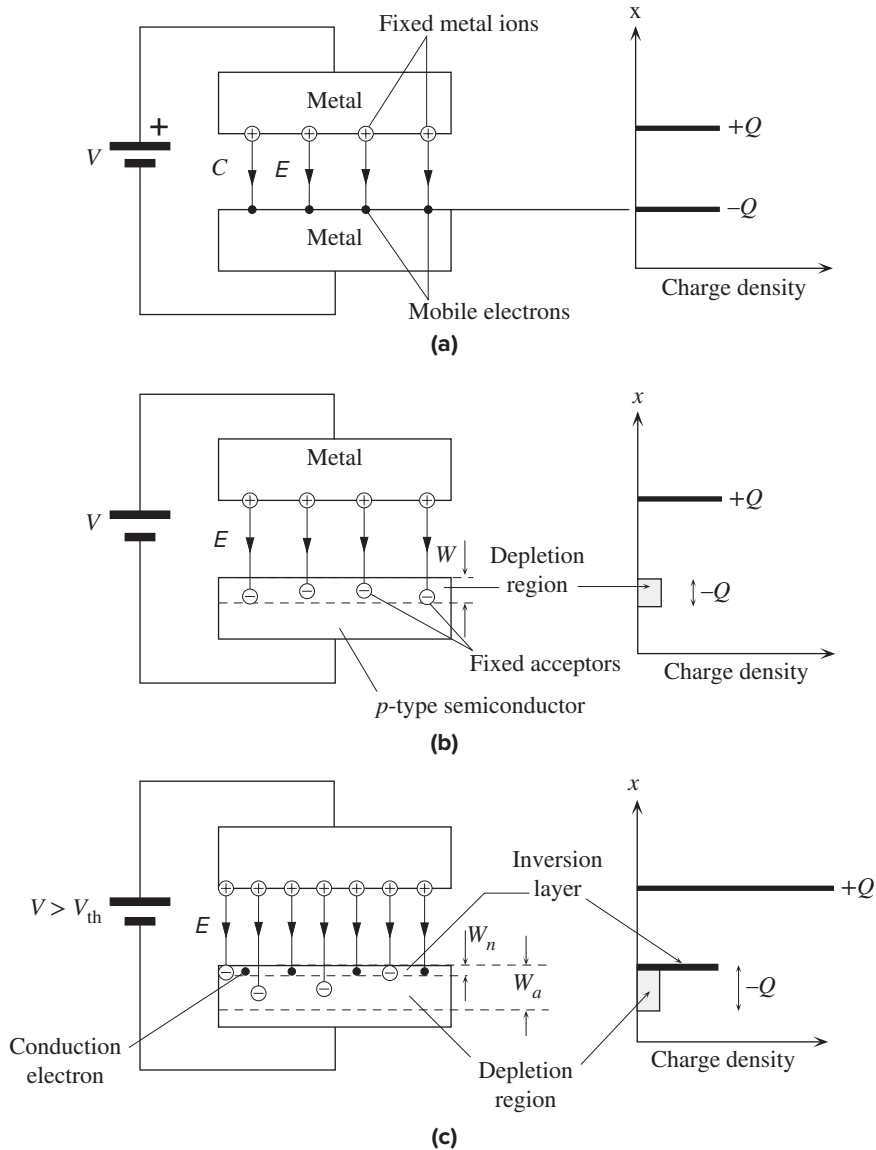 Fixed metal ions
x
Metal
+
V
C
E
+Q
−Q
Metal
Mobile electrons
Charge density
(a)
x
Metal
+Q
V
E
W
Depletion
region
−Q
Fixed acceptors
Charge density
p-type semiconductor
(b)
x
Inversion
layer
+Q
V > Vth
E
Wn
Wa
−Q
Conduction
electron
Depletion
region
Charge density
(c)